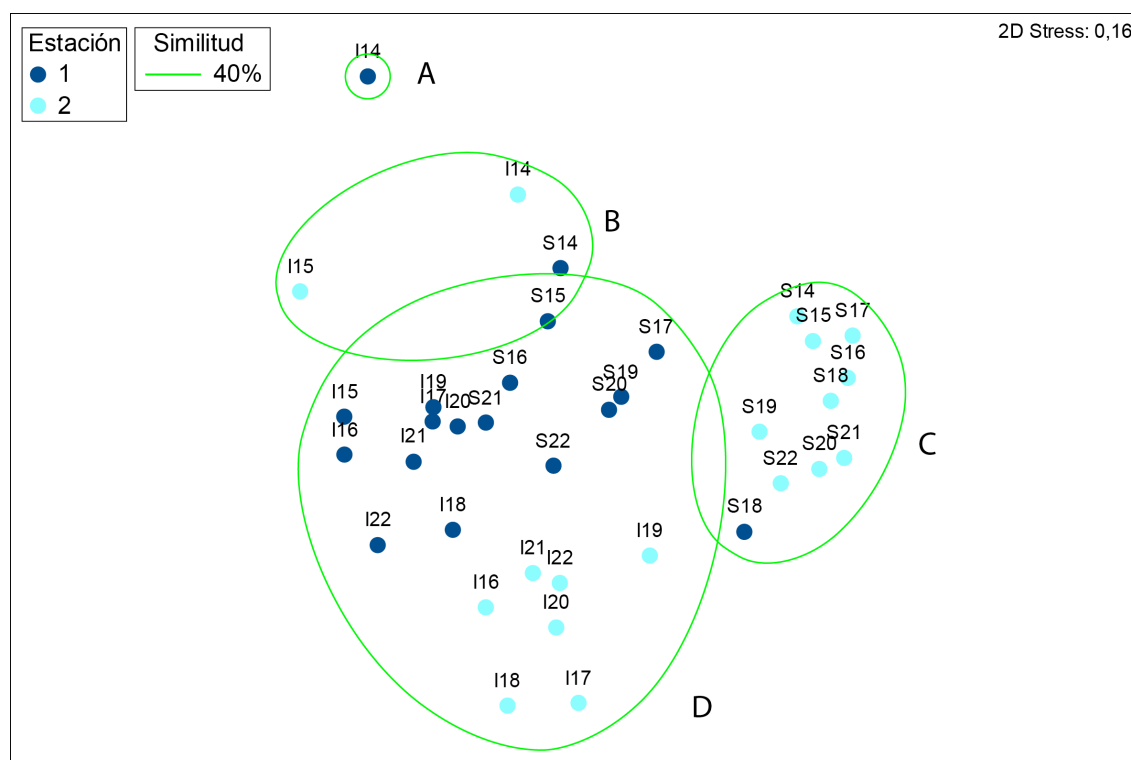 2D Stress: 0,16
Estación
1
2
Similitud
40%
I14
A
I14
B
S14
I15
S15
S14
S15
S17
S17
S16
S16
S18
S19
S20
I15
I19
I17
I20
S21
S19
I16
I21
S22
S20
S21
C
S22
S18
I22
I18
I19
I21
I22
I16
I20
I18
I17
D